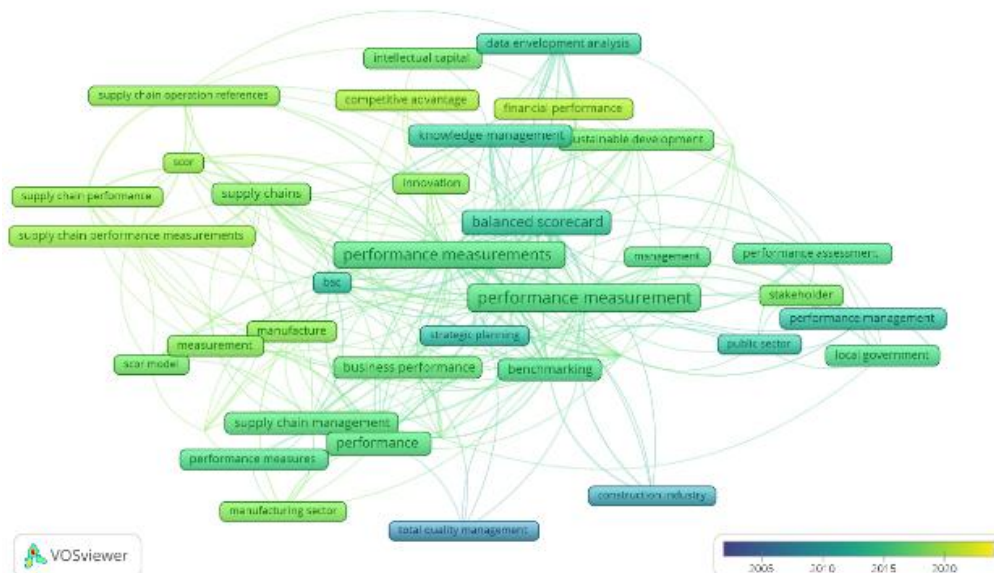 data envelopment analysis
intellectual capital
supply chain operation references
competitive advantage
financial performance
knowledge management
sustainable development
scor
innovation
supply chain performance
supply chains
balanced scorecard
supply chain performance measurements
performance measurements
management
performance assessment
bsc
performance measurement
stakeholder
performance management
manufacture
strategic planning
public sector
measurement
local government
scor model
business performance
benchmarking
supply chain management
performance
performance measures
construction industry
manufacturing sector
total quality management
VOSviewer
2005 2010 2015 2020